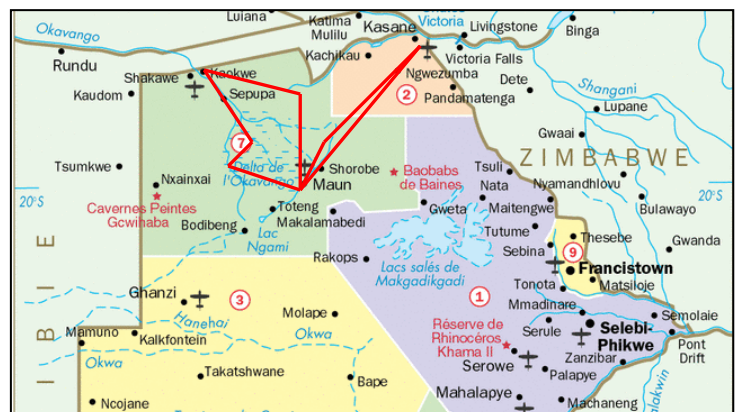 Luiana
Katima
Mulilu
Kasane
Victoria
Livingstone
Binga
Okavango
Rundu
Kachikau
Victoria Falls
Shakawe
Kaokwe
Ngwezumba
Dete
Shangani
Kaudom
Sepupa
2
Pandamatenga
Lupane
Gwaai
7
ZIMBABWE
Tsumkwe
Delta de
l'Okavango
Shorobe
Maun
Baobabs
de Baines
Tsuli
Nxainxai
Nata
Nyamandhlovu
20°S
Cavernes Peintes
Gcwihaba
Toteng
Makalamabedi
Gweta
Maitengwe
Bulawayo
20°S
Bodibeng
Lac
Ngami
Tutume
Thesebe
Sebina
9
Gwanda
Rakops
Lacs salés de
Makgadikgadi
Francistown
Tonota
Matsiloje
Ghanzi
3
1
Mmadinare
Hanehai
Molape
Semolaie
Réserve de
Rhinocéros
Khama II
Serule
Selebi-
Phikwe
Mamuno
Kalkfontein
Okwa
Pont
Drift
Okwa
Zanzibar
Serowe
Palapye
Takatshwane
Bape
Mahalapye
Machaneng
Ncojane
NIBIE